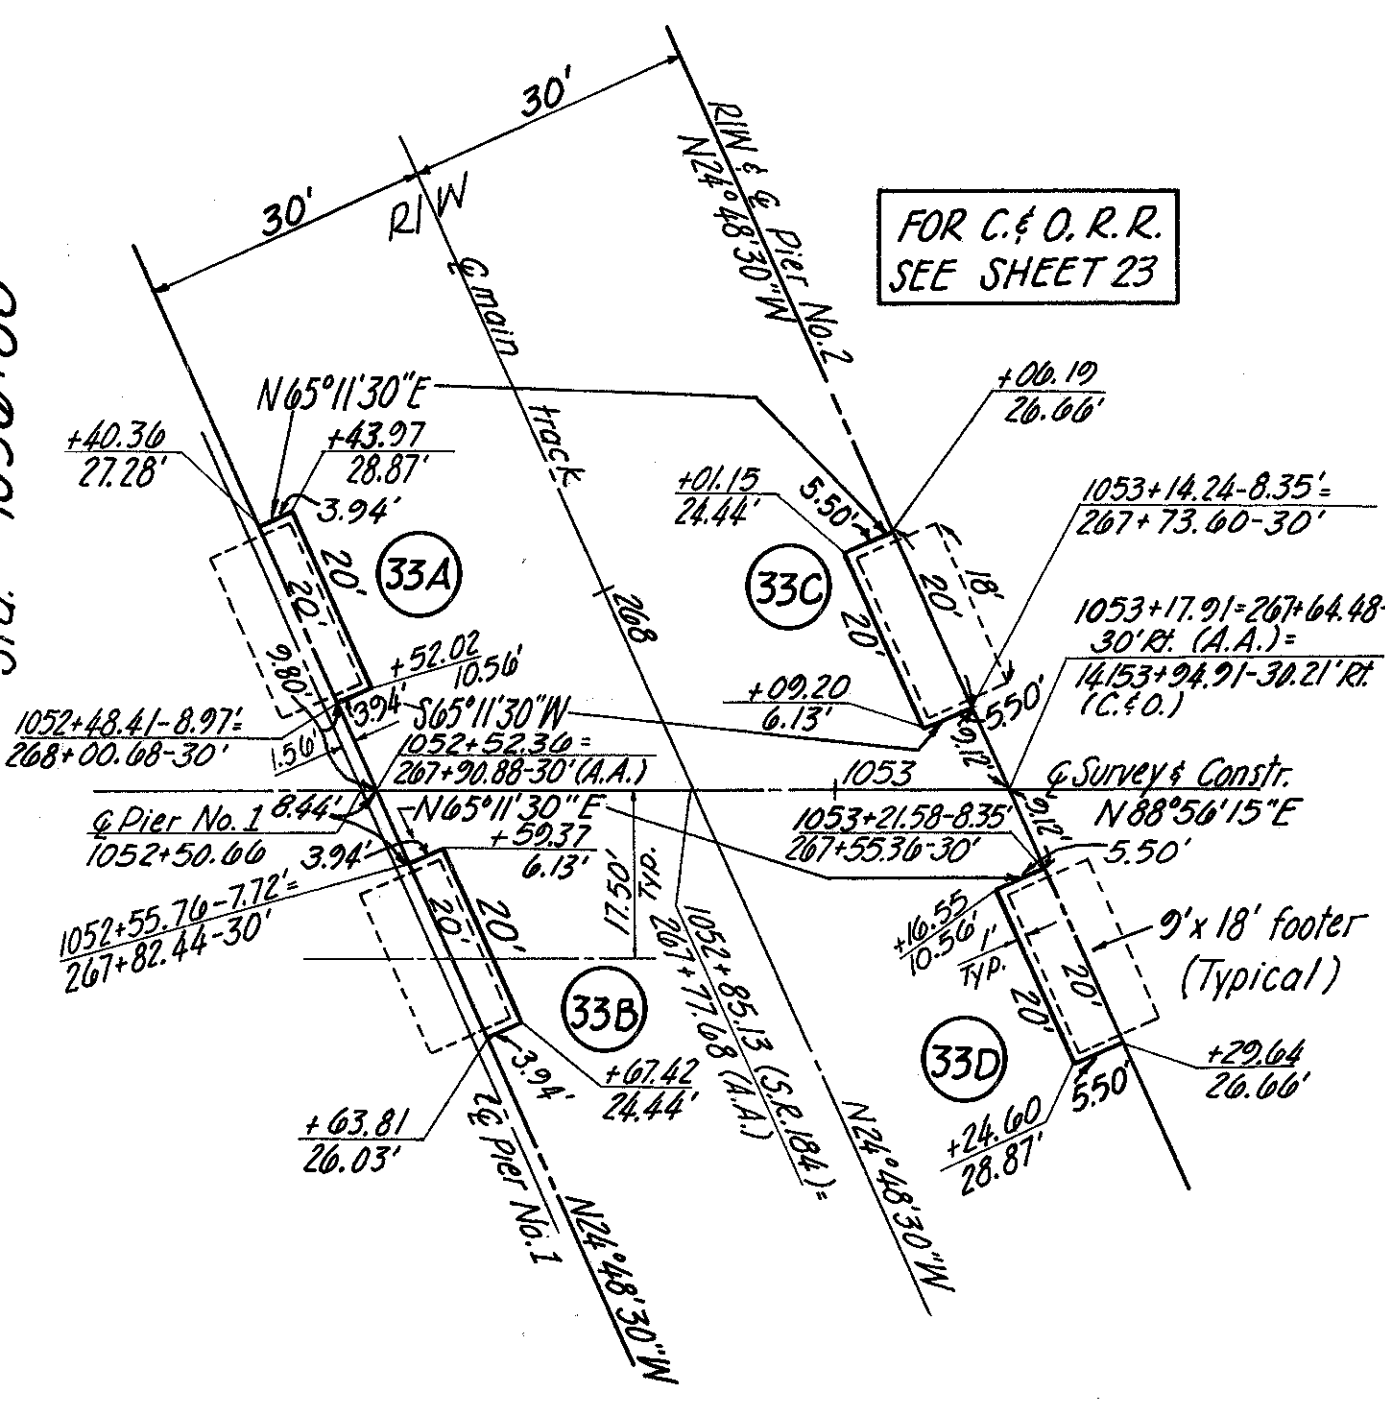 30'
30'
R/W
R/W & ℄ Pier No.2
N24°48'30"W
FOR C.& O. R.R.
SEE SHEET 23
℄ main track
N65°11'30"E
+40.36
27.28'
+43.97
28.87'
3.94'
+06.19
26.66'
+01.15
24.44'
5.50'
1053+14.24-8.35'=
267+73.60-30'
33A
33C
20'
20'
20'
20'
18'
268
1053+17.91=267+64.48-
30' Rt. (A.A.)=
14153+94.91-30.21' Rt.
(C.&O.)
9.80'
+52.02
10.56'
+09.20
6.13'
5.50'
3.94'
S65°11'30"W
1052+48.41-8.97'=
268+00.68-30'
1.56'
1052+52.36=
267+90.88-30'(A.A.)
9.12'
1053
℄ Survey & Constr.
N88°56'15"E
℄ Pier No.1
1052+50.66
8.44'
N65°11'30"E
+59.37
6.13'
3.94'
17.50'
Typ.
1053+21.58-8.35'
267+55.36-30'
9.12'
5.50'
1052+55.76-7.72'=
267+82.44-30'
20'
20'
+16.55
10.56'
1'
Typ.
9'x18' footer
(Typical)
20'
20'
33B
33D
1052+85.13 (S.R.184)=
267+77.68 (A.A.)
3.94'
+67.42
24.44'
+63.81
26.03'
5.50'
+29.64
26.66'
+24.60
28.87'
℄ Pier No.1
N24°48'30"W
N24°48'30"W